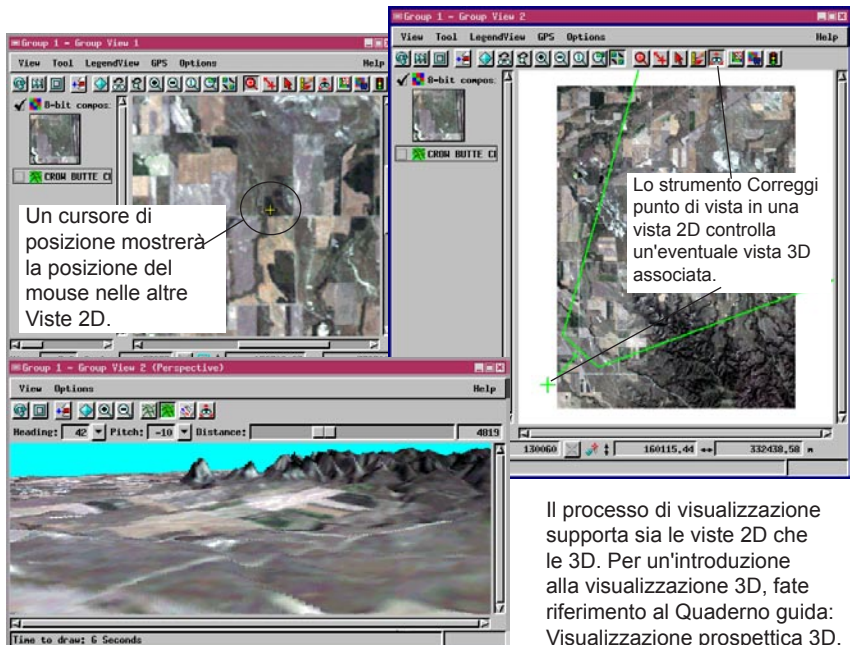 Group 1 - Group View 1
View Tool LegendView GPS Options Help
8-bit compos
CROW BUTTE CI
Un cursore di
posizione mostrerà
la posizione del
mouse nelle altre
Viste 2D.
Group 1 - Group View 2
View Tool LegendView GPS Options Help
8-bit compos:
CROW BUTTE CI
Lo strumento Correggi
punto di vista in una
vista 2D controlla
un'eventuale vista 3D
associata.
130060 160115.44 332438.58 m
Group 1 - Group View 2 (Perspective)
View Options Help
Heading: 42 Pitch: -10 Distance: 4819
Time to draw: 6 Seconds
Il processo di visualizzazione
supporta sia le viste 2D che
le 3D. Per un'introduzione
alla visualizzazione 3D, fate
riferimento al Quaderno guida:
Visualizzazione prospettica 3D.